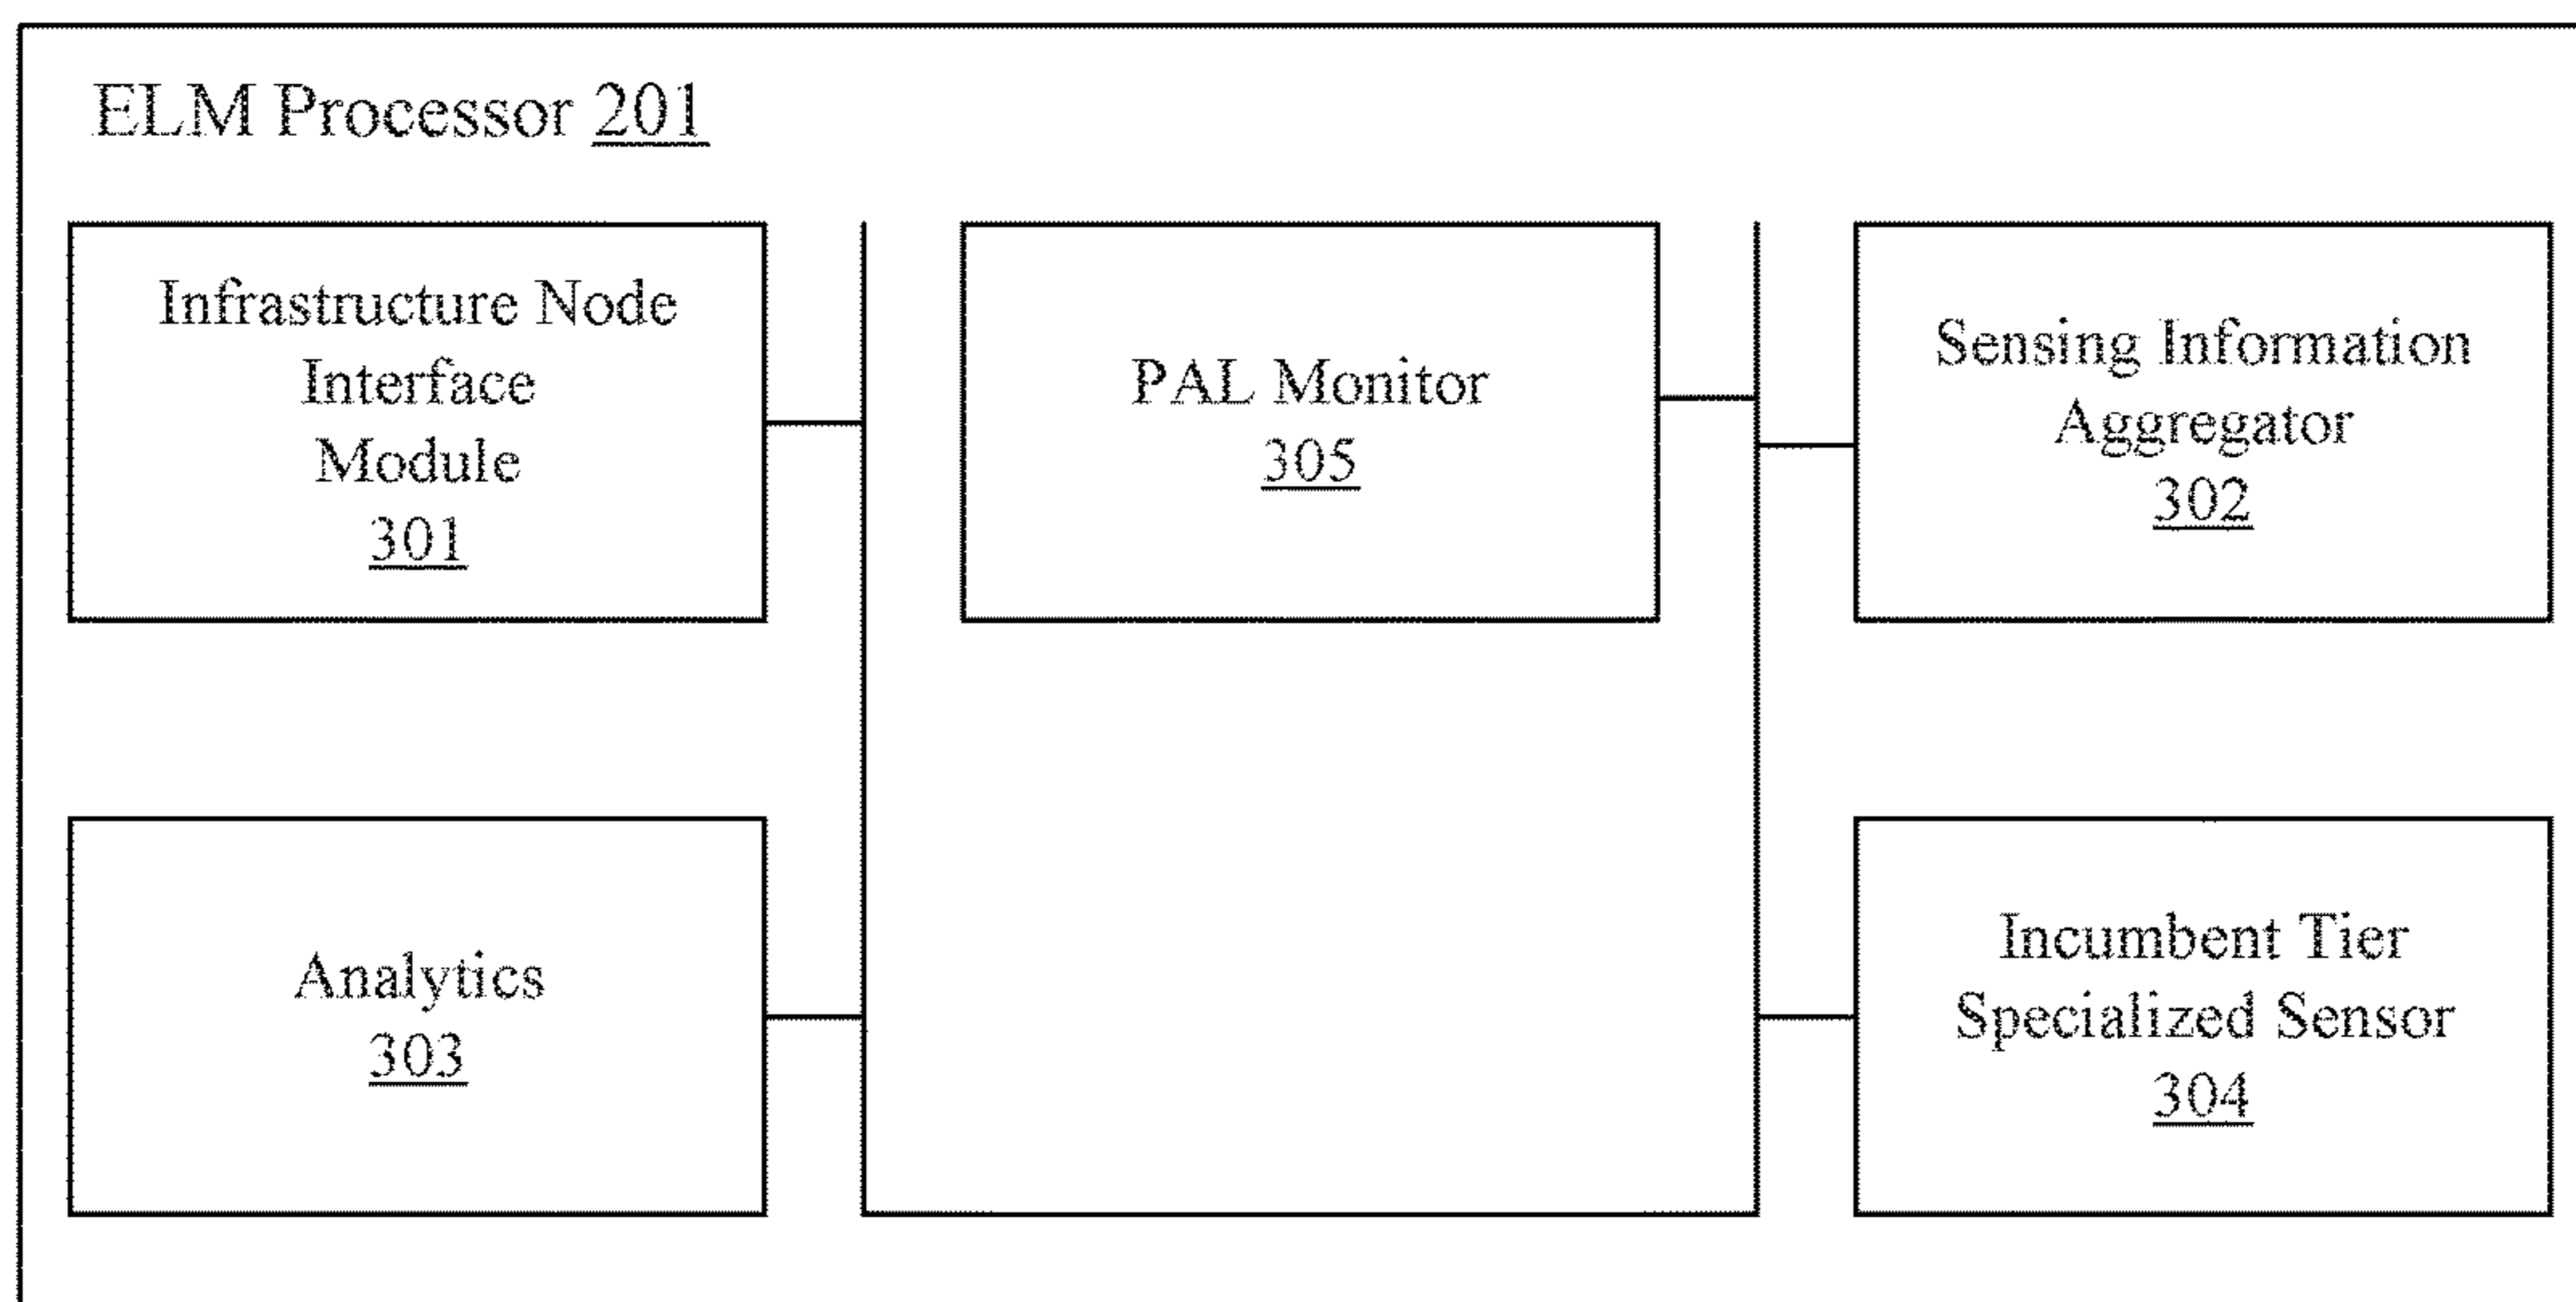 ELM Processor 201
Infrastructure Node
Interface
Module
301
PAL Monitor
305
Sensing Information
Aggregator
302
Analytics
303
Incumbent Tier
Specialized Sensor
304